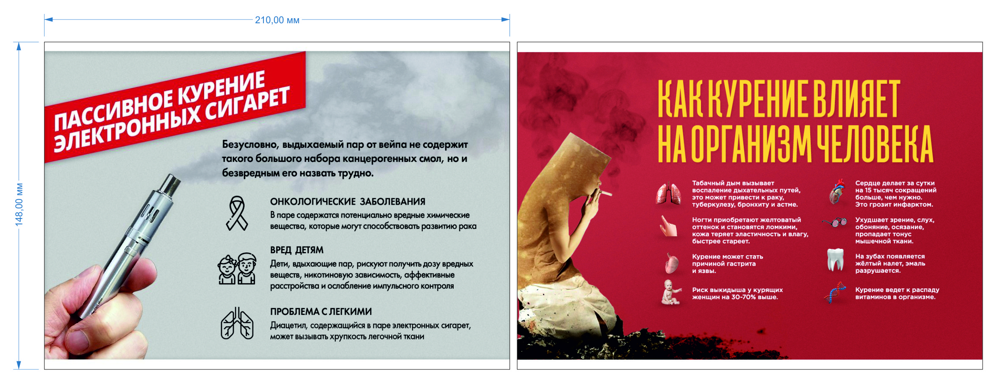 210,00 мм
148,00 мм
ПАССИВНОЕ КУРЕНИЕ
ЭЛЕКТРОННЫХ СИГАРЕТ
Безусловно, выдыхаемый пар от вейпа не содержит
такого большого набора канцерогенных смол, но и
безвредным его назвать трудно.
ОНКОЛОГИЧЕСКИЕ ЗАБОЛЕВАНИЯ
В паре содержатся потенциально вредные химические
вещества, которые могут способствовать развитию рака
ВРЕД ДЕТЯМ
Дети, вдыхающие пар, рискуют получить дозу вредных
веществ, никотиновую зависимость, аффективные
расстройства и ослабление импульсного контроля
ПРОБЛЕМА С ЛЕГКИМИ
Диацетил, содержащийся в паре электронных сигарет,
может вызывать хрупкость легочной ткани
КАК КУРЕНИЕ ВЛИЯЕТ
НА ОРГАНИЗМ ЧЕЛОВЕКА
Табачный дым вызывает
воспаление дыхательных путей,
это может привести к раку,
туберкулезу, бронхиту и астме.
Ногти приобретают желтоватый
оттенок и становятся ломкими,
кожа теряет эластичность и влагу,
быстрее стареет.
Курение может стать
причиной гастрита
и язвы.
Риск выкидыша у курящих
женщин на 30-70% выше.
Сердце делает за сутки
на 15 тысяч сокращений
больше, чем нужно.
Это грозит инфарктом.
Ухудшает зрение, слух,
обоняние, осязание,
пропадает тонус
мышечной ткани.
На зубах появляется
жёлтый налет, эмаль
разрушается.
Курение ведет к распаду
витаминов в организме.